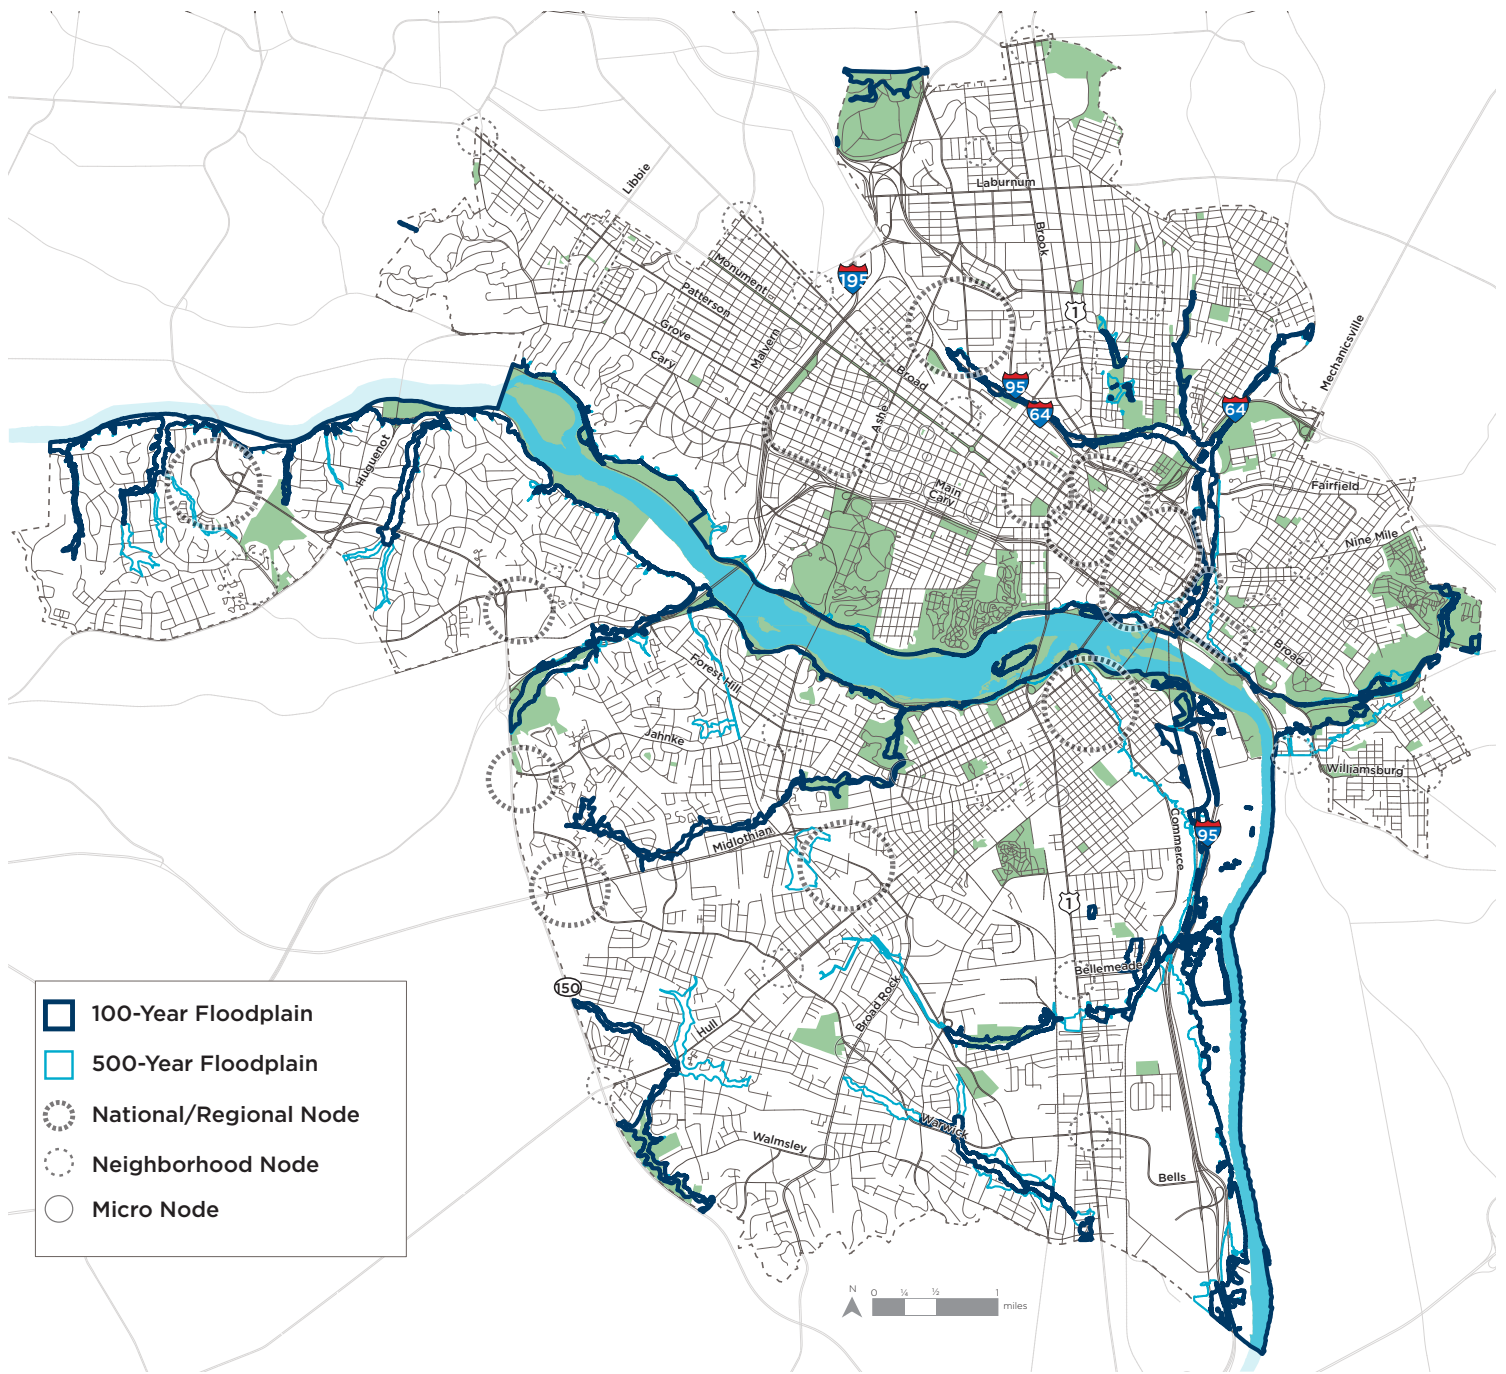 Libbie
Laburnum
Brook
Monument
195
Patterson
1
Grove
Malvern
Cary
Mechanicsville
Broad
95
64
64
Ashe
Huguenot
Main
Cary
Fairfield
Nine Mile
Broad
Forest Hill
Jahnke
Williamsburg
Commerce
95
Midlothian
1
Bellemeade
150
Broad Rock
Hull
Warwick
Walmsley
Bells
100-Year Floodplain
500-Year Floodplain
National/Regional Node
Neighborhood Node
Micro Node
N
0 ¼ ½ 1
miles